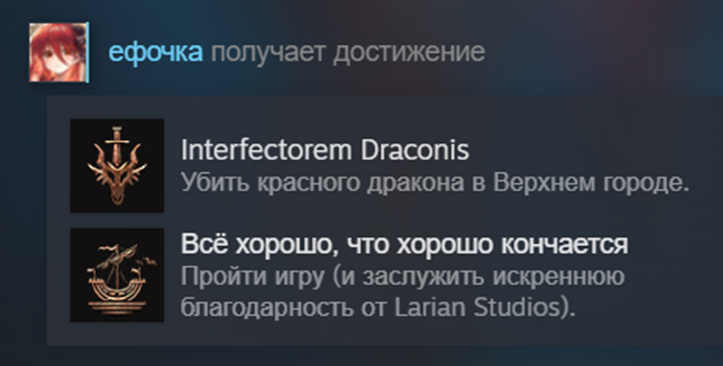 ефочка получает достижение
Interfectorem Draconis
Убить красного дракона в Верхнем городе.
Всё хорошо, что хорошо кончается
Пройти игру (и заслужить искреннюю
благодарность от Larian Studios).